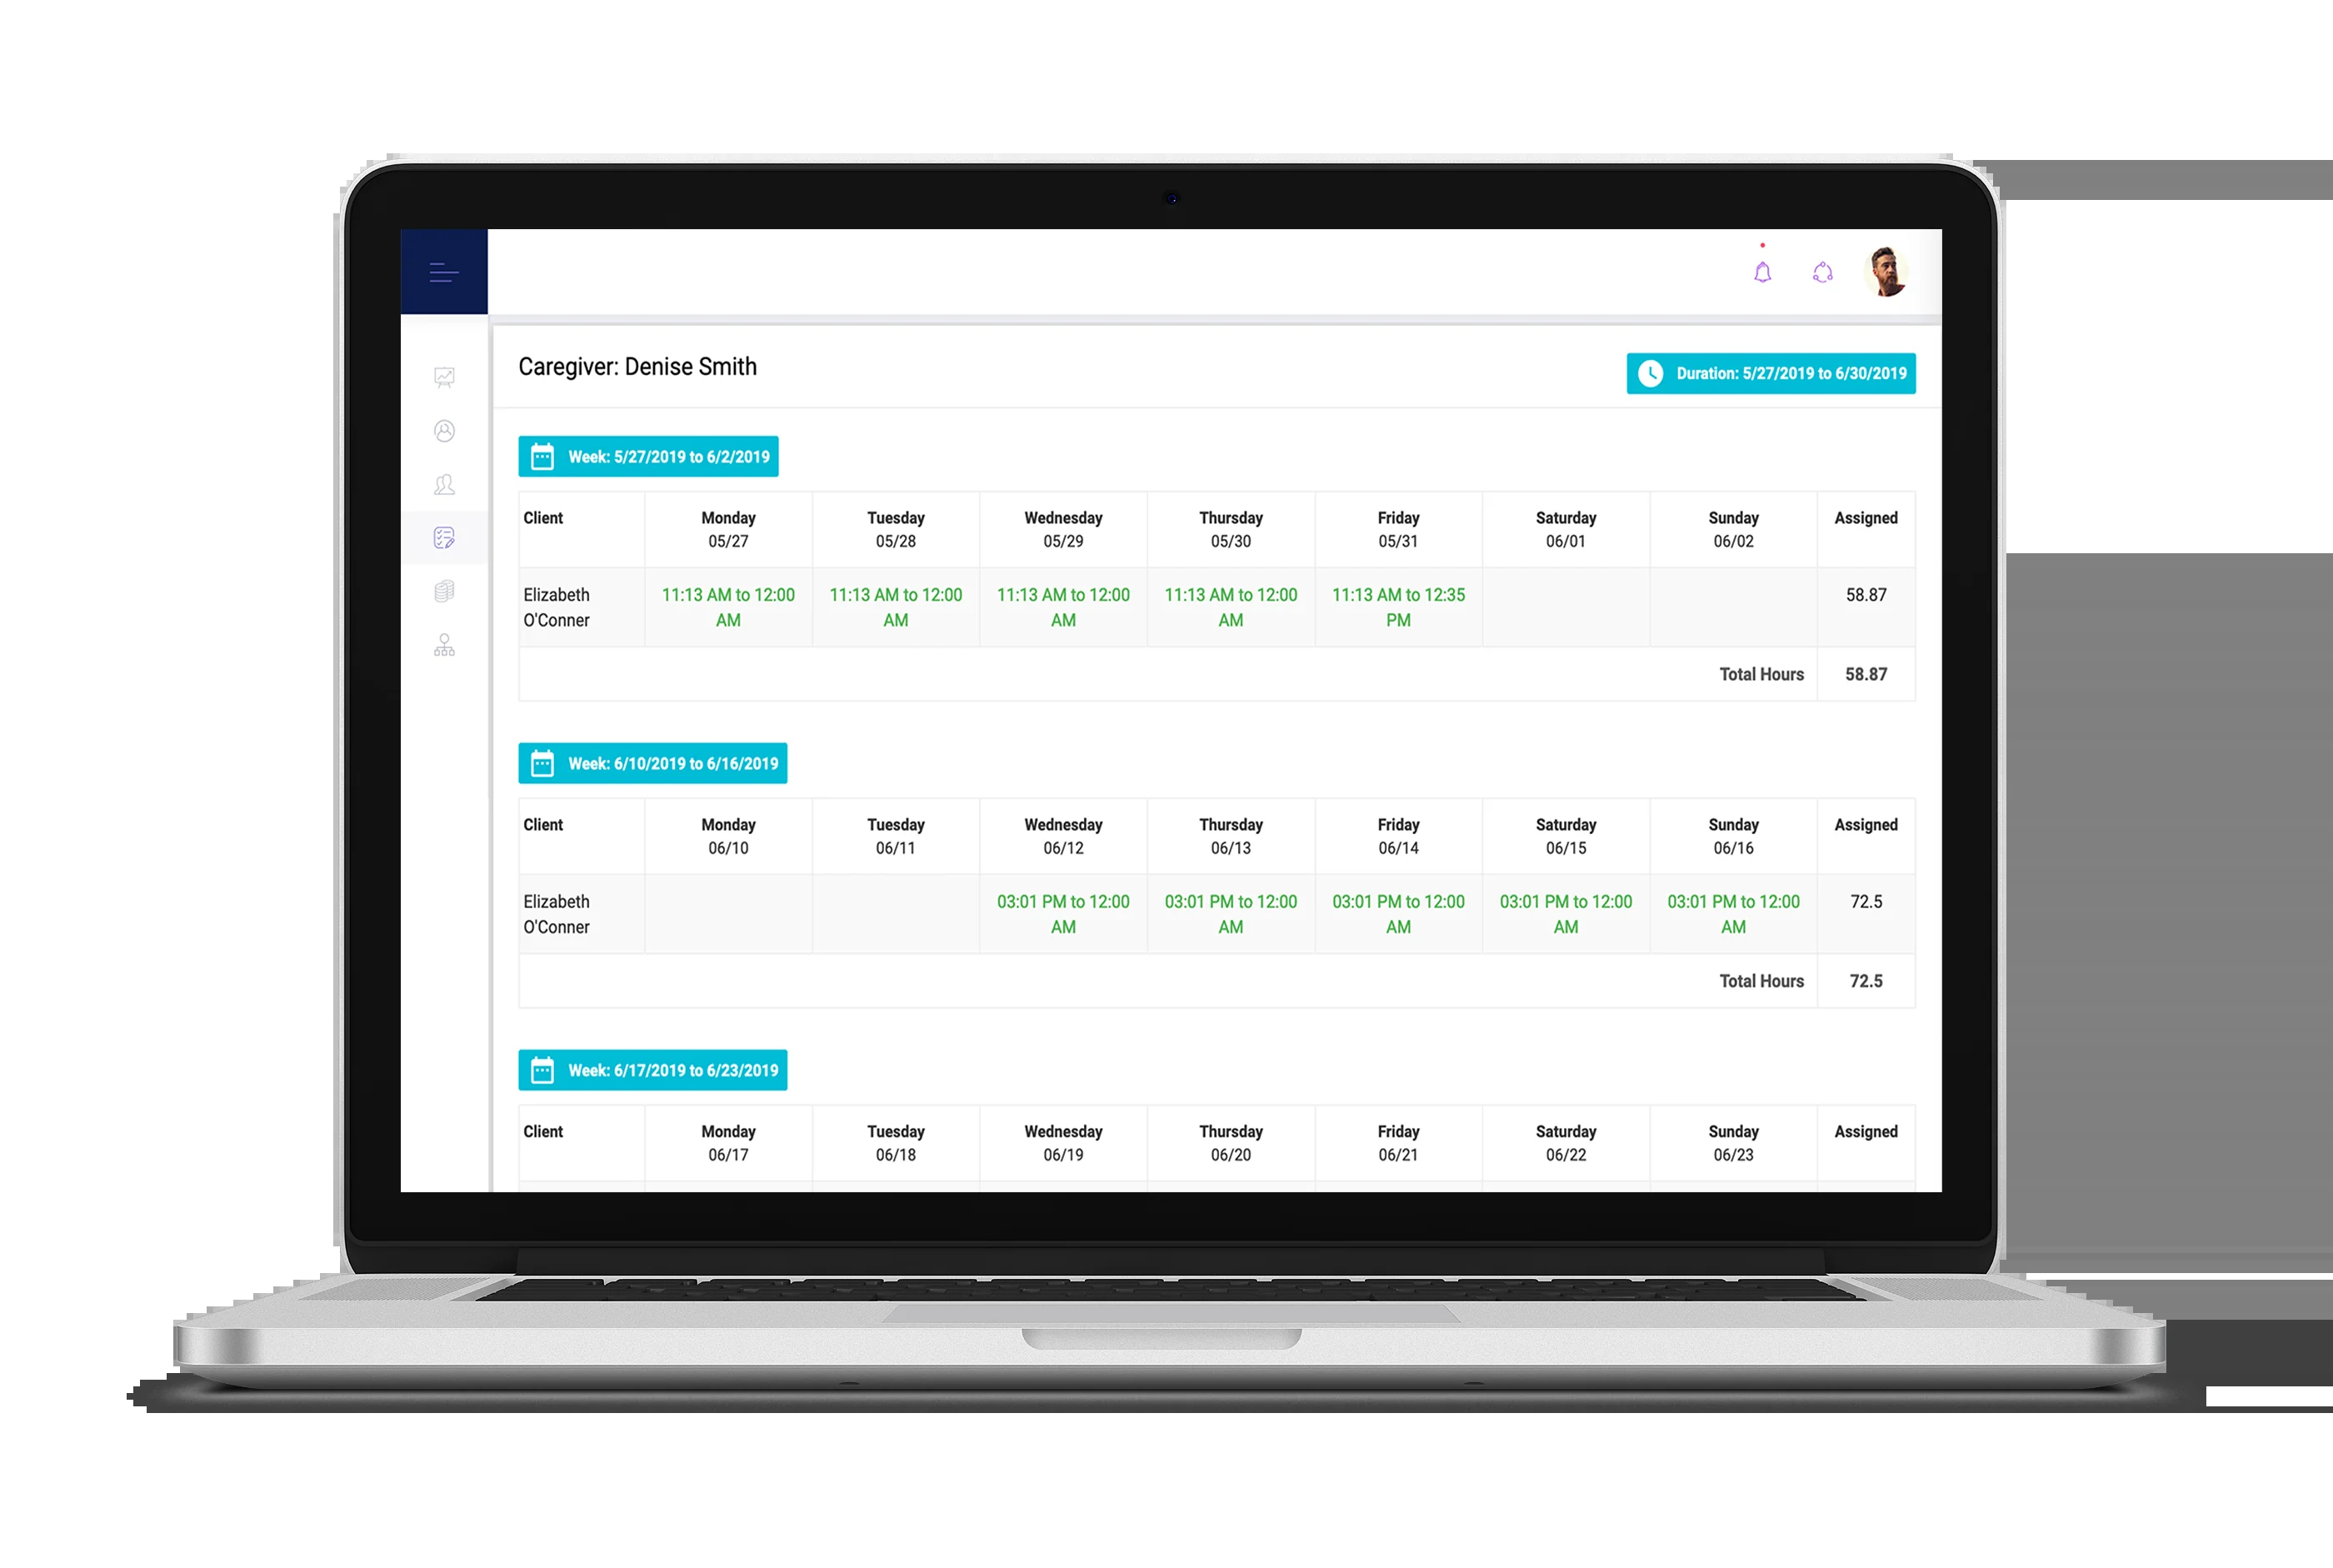 Caregiver: Denise Smith
Duration: 5/27/2019 to 6/30/2019
Week: 5/27/2019 to 6/2/2019
Client Monday Tuesday Wednesday Thursday Friday Saturday Sunday Assigned
05/27 05/28 05/29 05/30 05/31 06/01 06/02
Elizabeth 11:13 AM to 12:00 11:13 AM to 12:00 11:13 AM to 12:00 11:13 AM to 12:00 11:13 AM to 12:35 58.87
O'Conner AM AM AM AM PM
Total Hours 58.87
Week: 6/10/2019 to 6/16/2019
Client Monday Tuesday Wednesday Thursday Friday Saturday Sunday Assigned
06/10 06/11 06/12 06/13 06/14 06/15 06/16
Elizabeth 03:01 PM to 12:00 03:01 PM to 12:00 03:01 PM to 12:00 03:01 PM to 12:00 03:01 PM to 12:00 72.5
O'Conner AM AM AM AM AM
Total Hours 72.5
Week: 6/17/2019 to 6/23/2019
Client Monday Tuesday Wednesday Thursday Friday Saturday Sunday Assigned
06/17 06/18 06/19 06/20 06/21 06/22 06/23